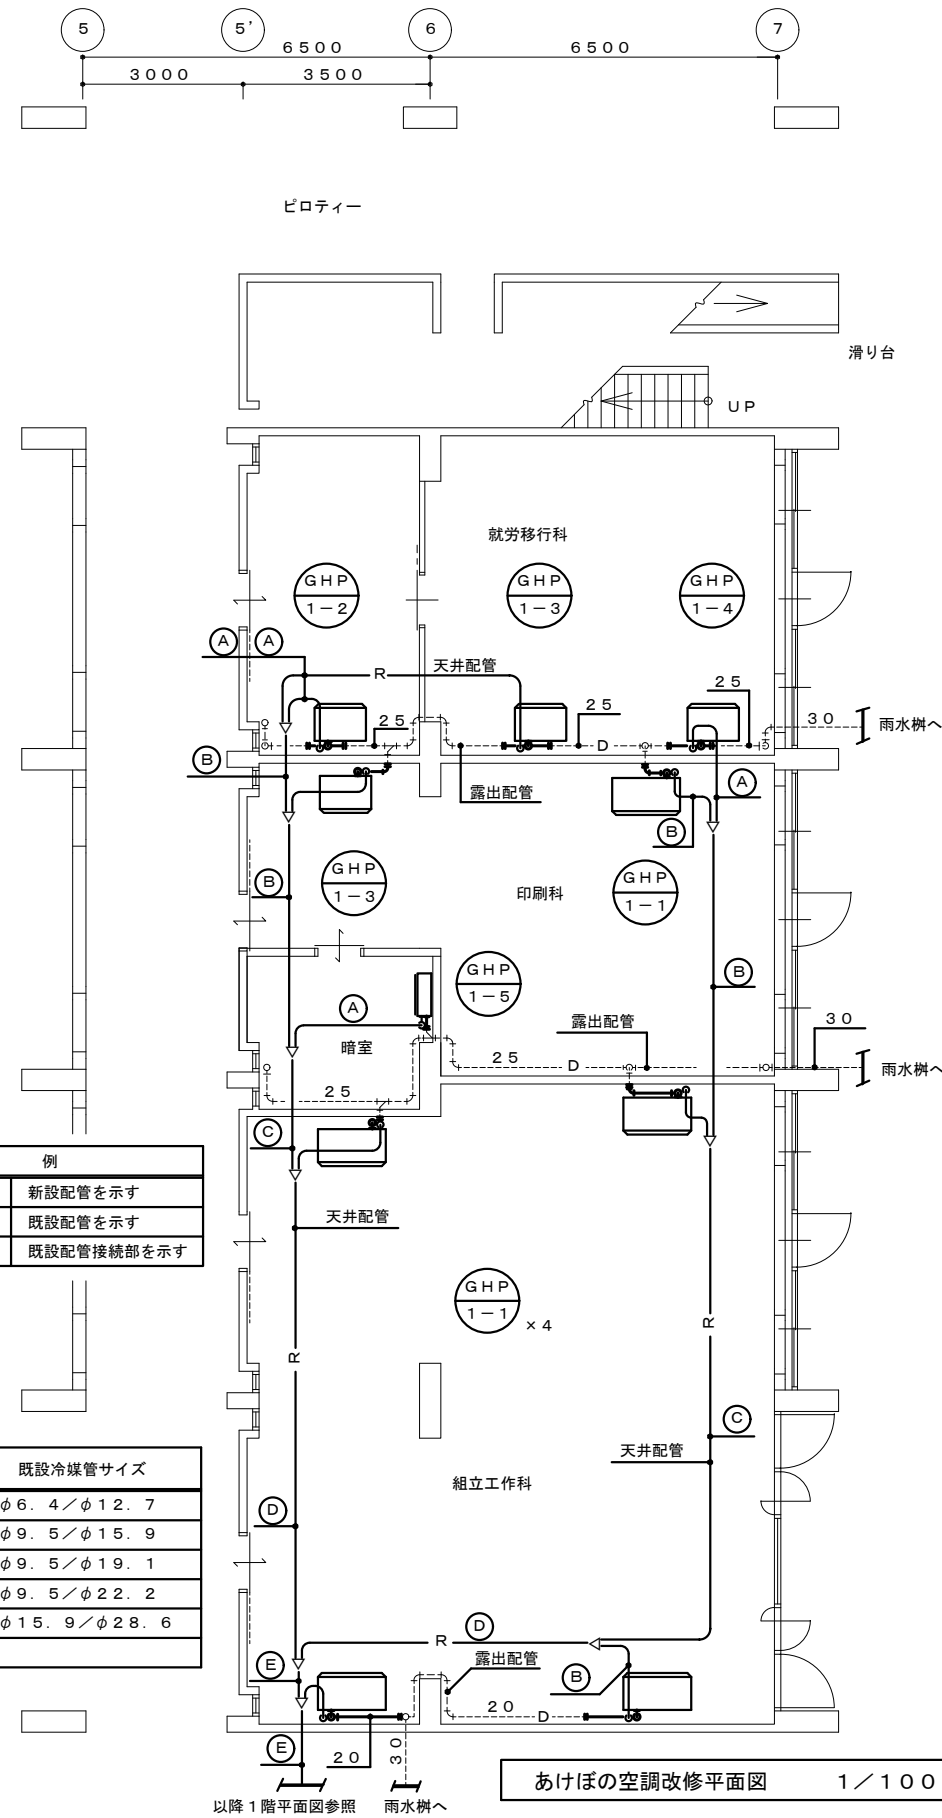 5 5’ 6 7
6500 6500
3000 3500
ピロティー
滑り台
UP
就労移行科
GHP
1－2
GHP
1－3
GHP
1－4
A A
R
天井配管
25
25
25
D
30
雨水桝へ
B
露出配管
A
B
GHP
1－3
B
印刷科
GHP
1－1
GHP
1－5
B
A
暗室
露出配管
30
25
D
雨水桝へ
25
C
例
新設配管を示す
既設配管を示す
既設配管接続部を示す
天井配管
GHP
1－1
×4
R
R
C
天井配管
既設冷媒管サイズ
φ6．4／φ12．7
φ9．5／φ15．9
φ9．5／φ19．1
φ9．5／φ22．2
φ15．9／φ28．6
組立工作科
D
R
D
露出配管
E
B
20
D
E
20
30
以降1階平面図参照
雨水桝へ
あけぼの空調改修平面図 1／100